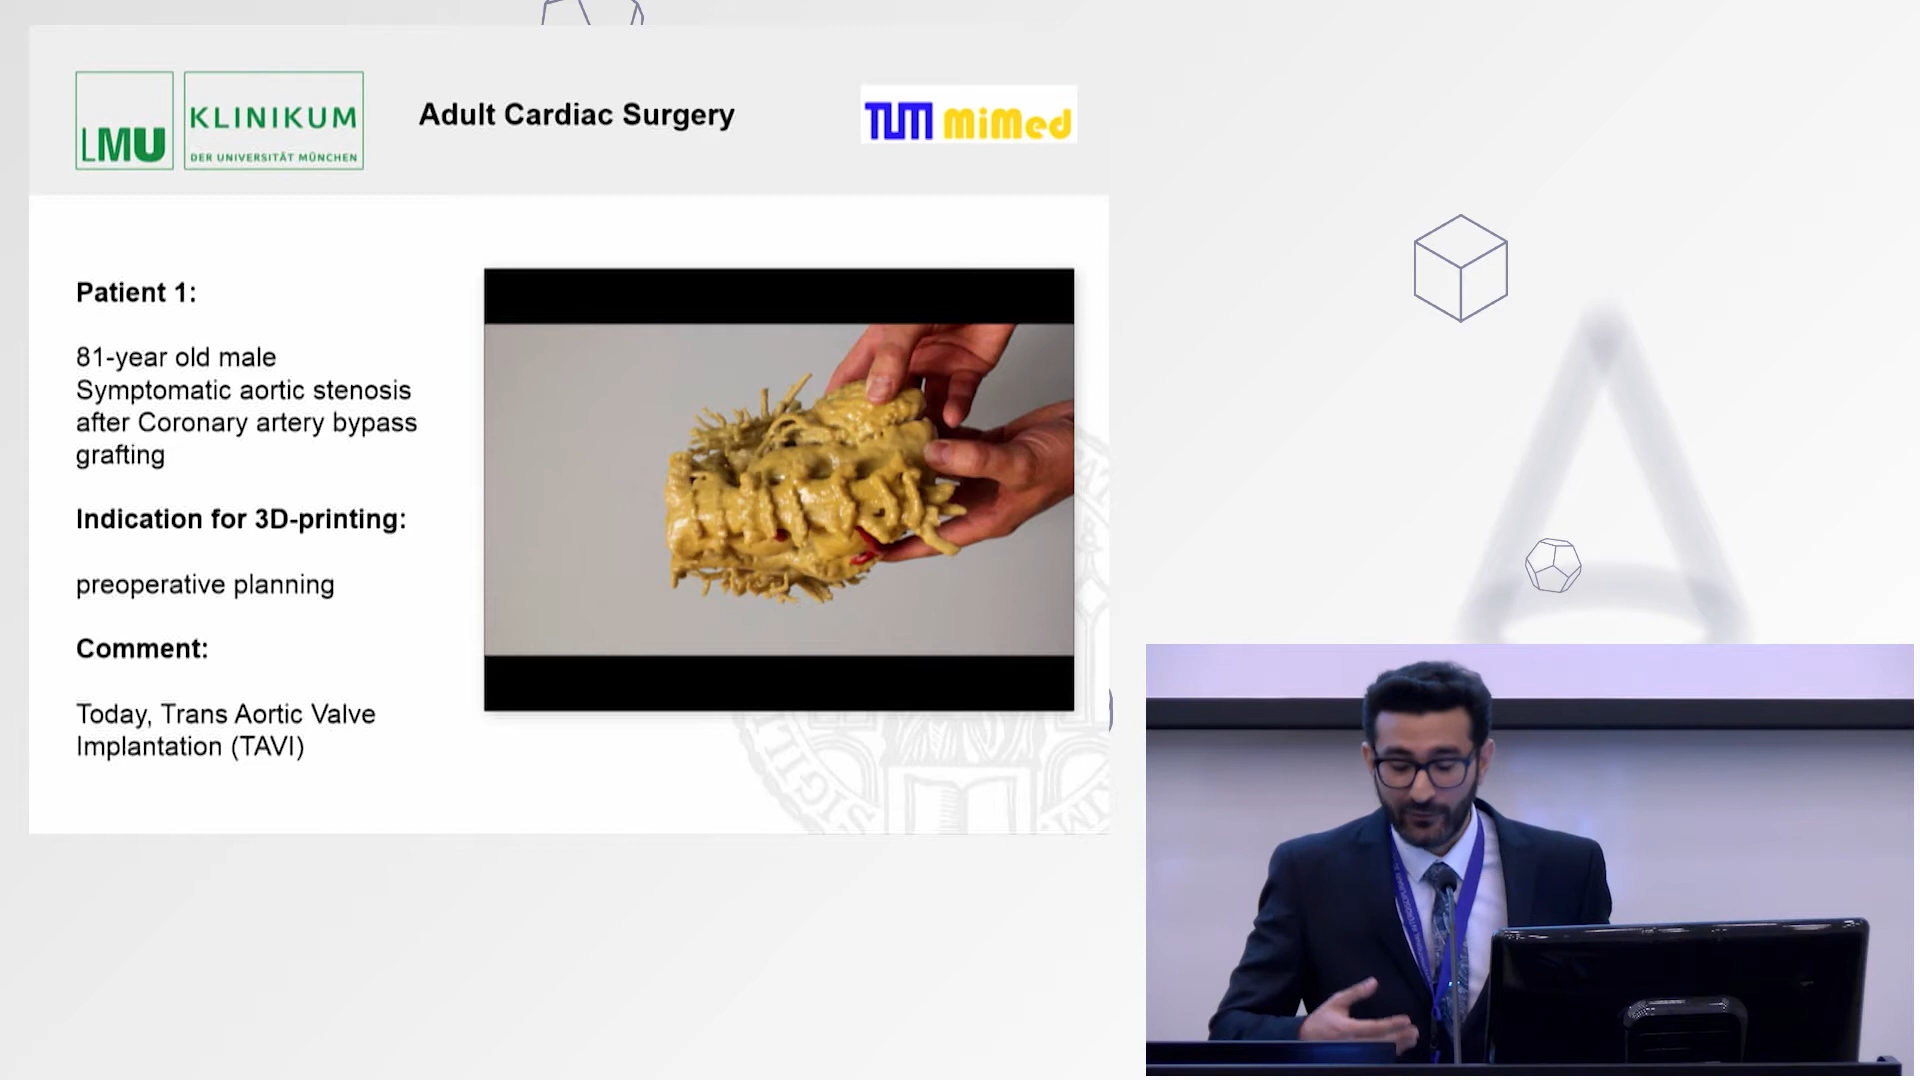 LMU
KLINIKUM
DER UNIVERSITÄT MÜNCHEN
Adult Cardiac Surgery
TUM MiMed
Patient 1:
81-year old male
Symptomatic aortic stenosis
after Coronary artery bypass
grafting
Indication for 3D-printing:
preoperative planning
Comment:
Today, Trans Aortic Valve
Implantation (TAVI)